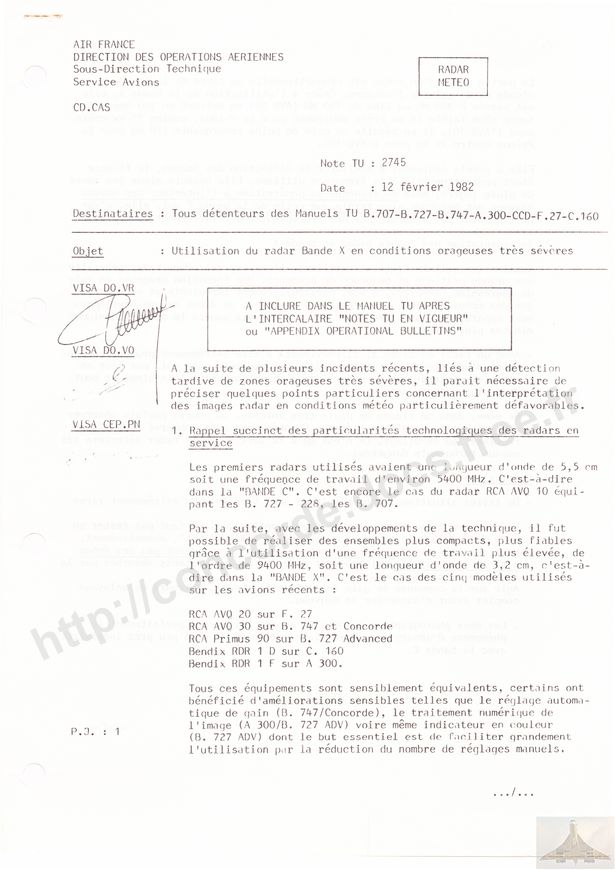 AIR FRANCE
DIRECTION DES OPERATIONS AERIENNES
Sous-Direction Technique
Service Avions
RADAR
METEO
CD.CAS
Note TU : 2745
Date : 12 février 1982
Destinataires : Tous détenteurs des Manuels TU B.707-B.727-B.747-A.300-CCD-F.27-C.160
Objet : Utilisation du radar Bande X en conditions orageuses très sévères
VISA DO.VR
A INCLURE DANS LE MANUEL TU APRES
L'INTERCALAIRE "NOTES TU EN VIGUEUR"
ou "APPENDIX OPERATIONAL BULLETINS"
VISA DO.VO
A la suite de plusieurs incidents récents, liés à une détection
tardive de zones orageuses très sévères, il parait nécessaire de
préciser quelques points particuliers concernant l'interprétation
des images radar en conditions météo particulièrement défavorables.
VISA CEP.PN
1. Rappel succinct des particularités technologiques des radars en
service
Les premiers radars utilisés avaient une longueur d'onde de 5,5 cm
soit une fréquence de travail d'environ 5400 MHz. C'est-à-dire
dans la "BANDE C". C'est encore le cas du radar RCA AVQ 10 équi-
pant les B. 727 - 228, les B. 707.
Par la suite, avec les développements de la technique, il fut
possible de réaliser des ensembles plus compacts, plus fiables
grâce à l'utilisation d'une fréquence de travail plus élevée, de
l'ordre de 9400 MHz, soit une longueur d'onde de 3,2 cm, c'est-à-
dire dans la "BANDE X". C'est le cas des cinq modèles utilisés
sur les avions récents :
RCA AVQ 20 sur F. 27
RCA AVQ 30 sur B. 747 et Concorde
RCA Primus 90 sur B. 727 Advanced
Bendix RDR 1 D sur C. 160
Bendix RDR 1 F sur A 300.
Tous ces équipements sont sensiblement équivalents, certains ont
bénéficié d'améliorations sensibles telles que le réglage automa-
tique de gain (B. 747/Concorde), le traitement numérique de
l'image (A 300/B. 727 ADV) voire même indicateur en couleur
(B. 727 ADV) dont le but essentiel est de faciliter grandement
l'utilisation par la réduction du nombre de réglages manuels.
P.J. : 1
.../...
http://concorde.docs.free.fr